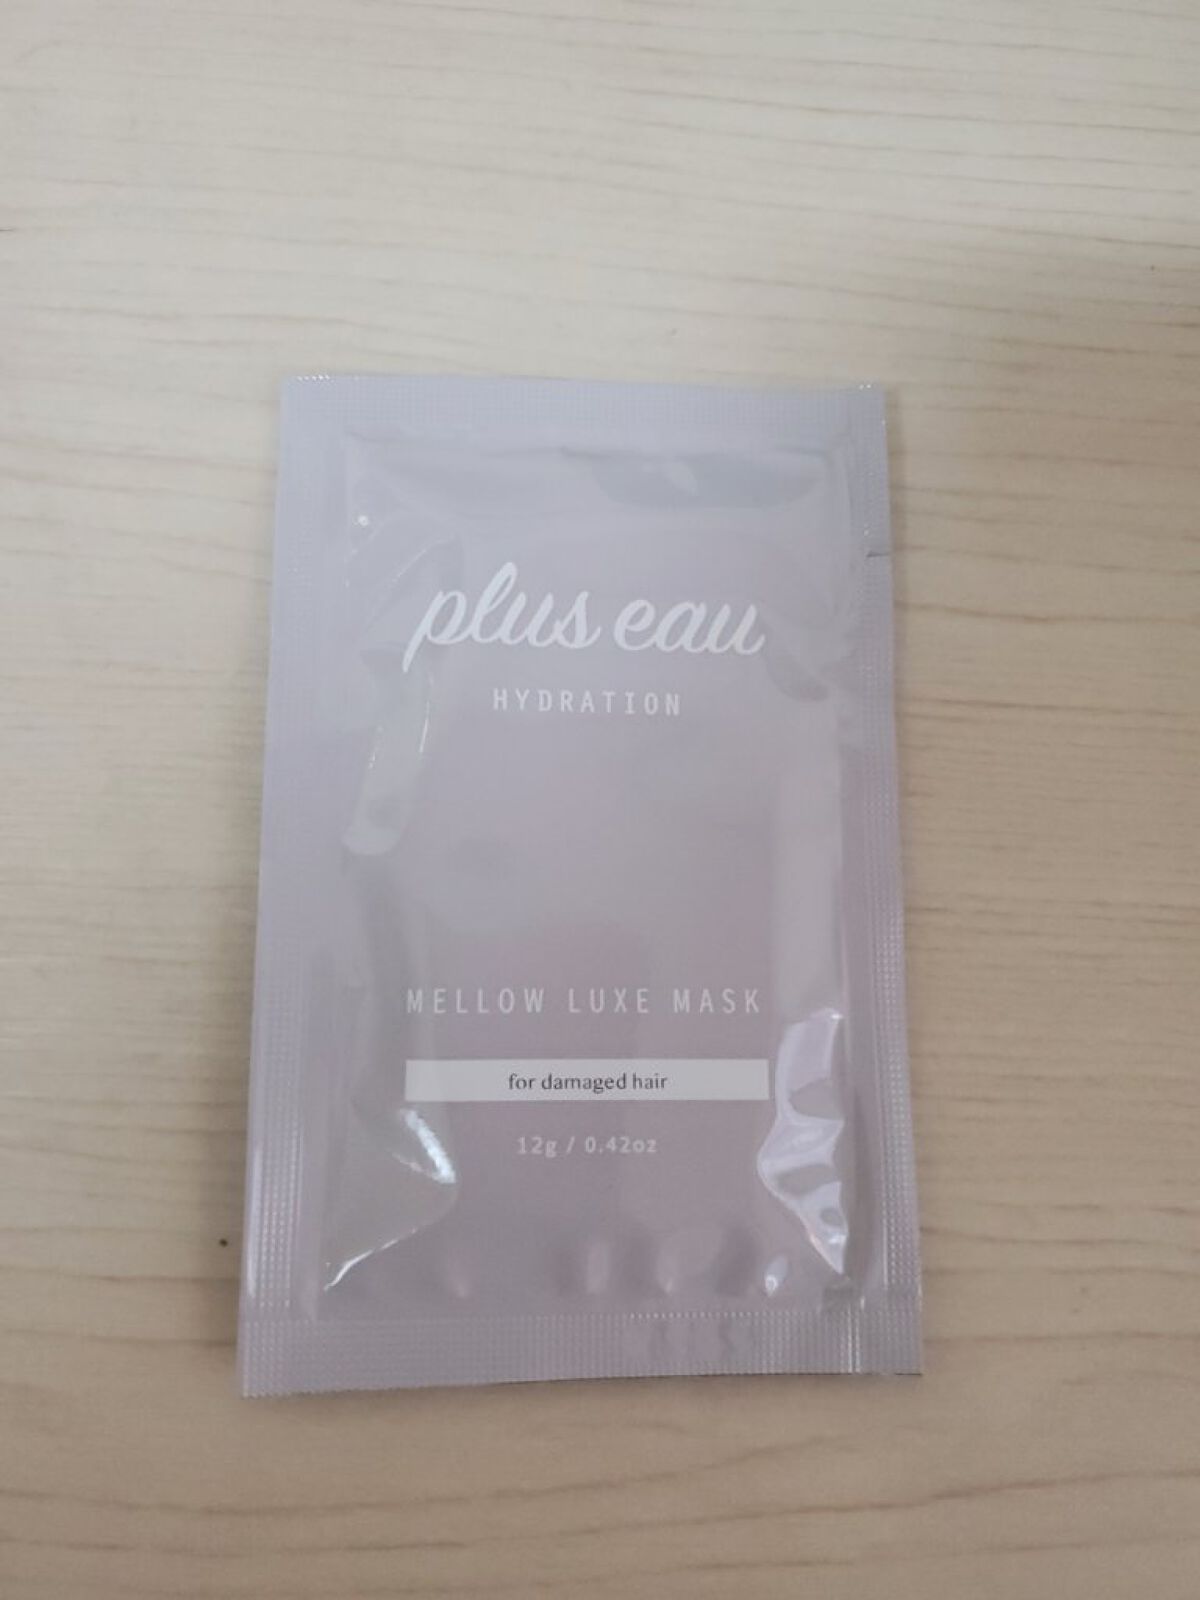 plus eau
HYDRATION
MELLOW LUXE MASK
for damaged hair
12g / 0.42oz